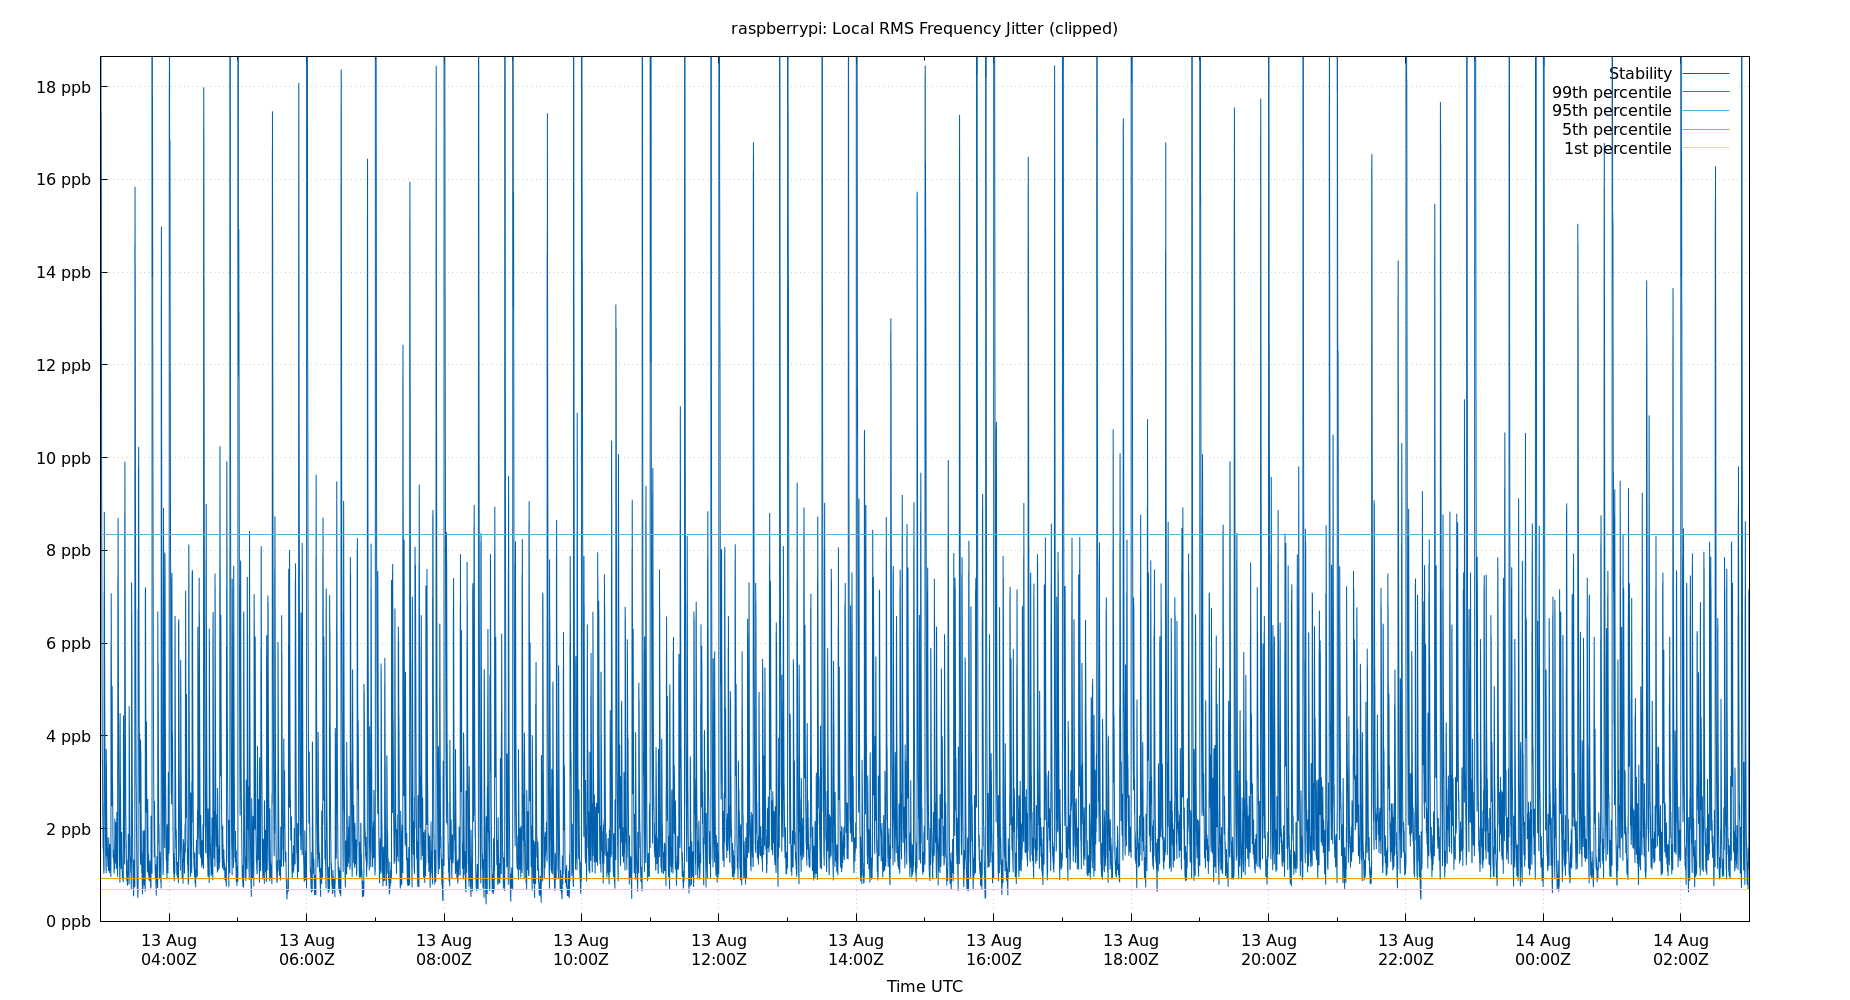 raspberrypi: Local RMS Frequency Jitter (clipped)
Stability
99th percentile
95th percentile
5th percentile
1st percentile
18 ppb
16 ppb
14 ppb
12 ppb
10 ppb
8 ppb
6 ppb
4 ppb
2 ppb
0 ppb
13 Aug 13 Aug 13 Aug 13 Aug 13 Aug 13 Aug 13 Aug 13 Aug 13 Aug 13 Aug 14 Aug 14 Aug
04:00Z 06:00Z 08:00Z 10:00Z 12:00Z 14:00Z 16:00Z 18:00Z 20:00Z 22:00Z 00:00Z 02:00Z
Time UTC